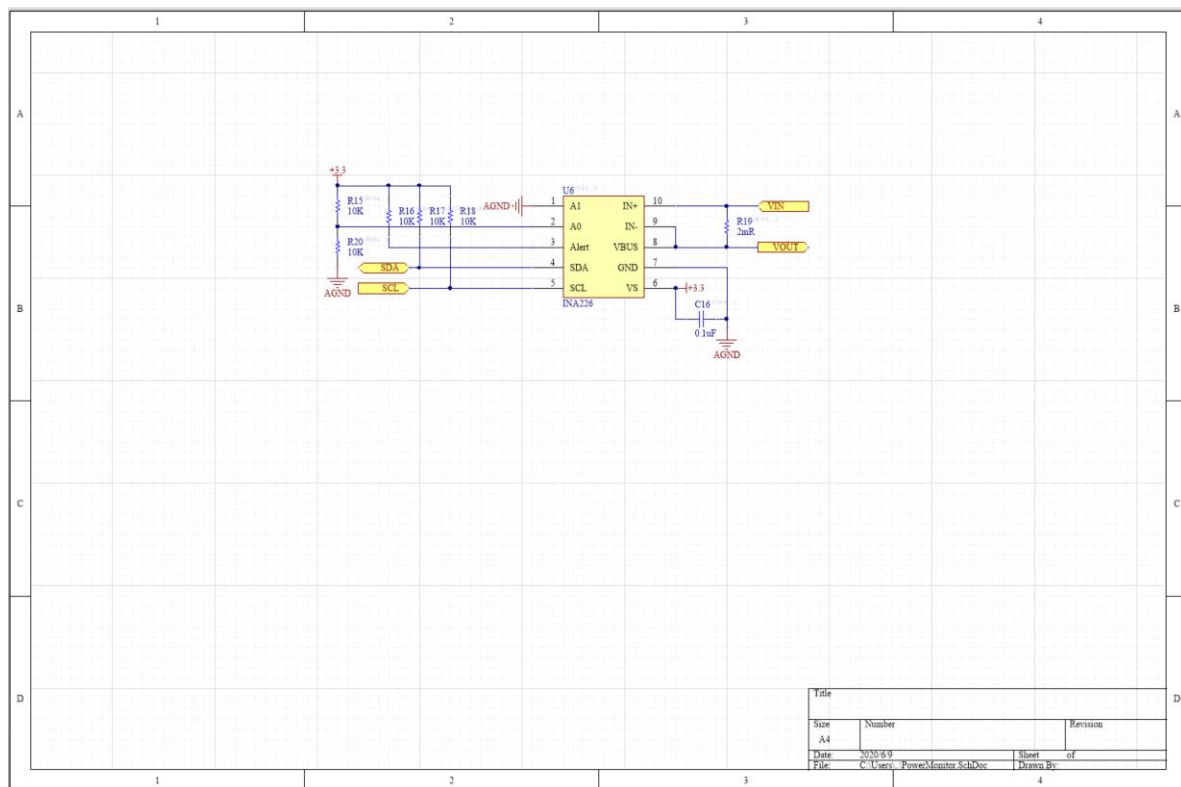 1 2 3 4
A A
+3.3
U6
R15
10K
R16
10K
R17
10K
R18
10K
AGND
1 A1 IN+ 10
VIN
2 A0 IN- 9
R19
2mR
R20
10K
3 Alert VBUS 8
VOUT
SDA
4 SDA GND 7
AGND
SCL
5 SCL VS 6
+3.3
INA226
C16
0.1uF
AGND
B B
C C
D D
Title
Size Number Revision
A4
Date: 2020/6/9 Sheet of
File: C:\Users\..\PowerMonitor.SchDoc Drawn By:
1 2 3 4